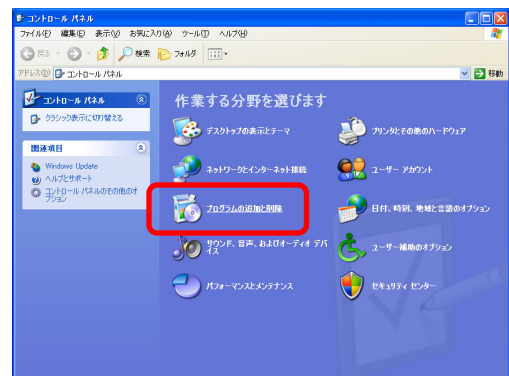 コントロール パネル
ファイル(F) 編集(E) 表示(V) お気に入り(A) ツール(T) ヘルプ(H)
戻る 検索 フォルダ
アドレス(D) コントロール パネル 移動
コントロール パネル
クラシック表示に切り替える
関連項目
Windows Update
ヘルプとサポート
コントロール パネルのその他のオ
プション
作業する分野を選びます
デスクトップの表示とテーマ
プリンタとその他のハードウェア
ネットワークとインターネット接続
ユーザー アカウント
プログラムの追加と削除
日付、時刻、地域と言語のオプション
サウンド、音声、およびオーディオ デバ
イス
ユーザー補助のオプション
パフォーマンスとメンテナンス
セキュリティ センター